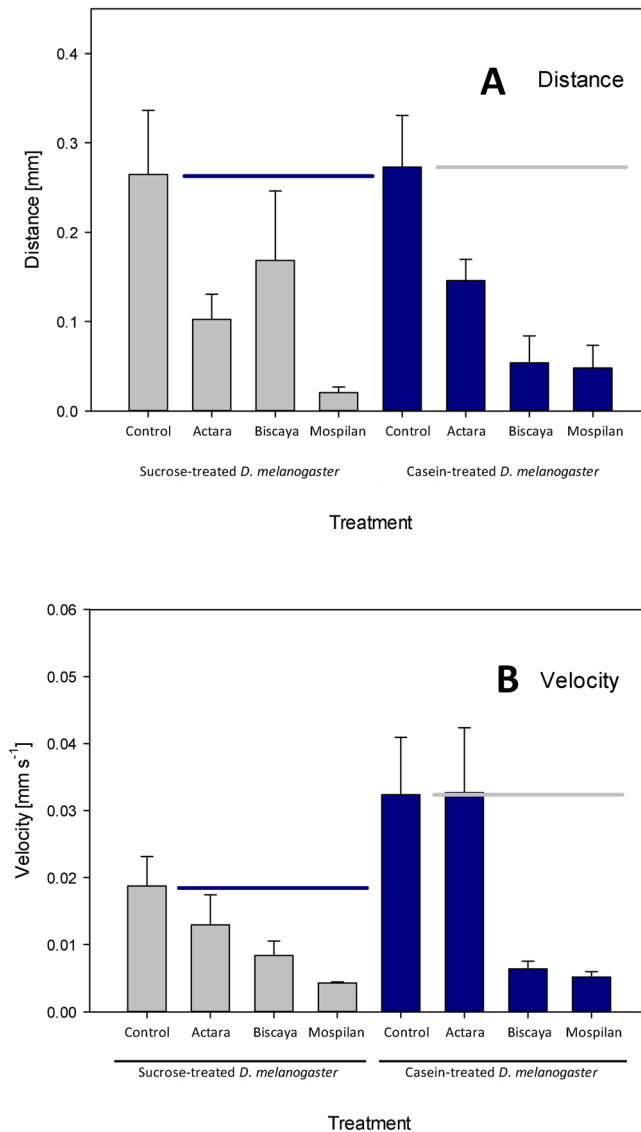 A Distance
0.4
0.3
0.2
0.1
0.0
Distance [mm]
Control Actara Biscaya Mospilan Control Actara Biscaya Mospilan
Sucrose-treated D. melanogaster Casein-treated D. melanogaster
Treatment
0.06
0.05
0.04
0.03
0.02
0.01
0.00
Velocity [mm s⁻¹]
B Velocity
Control Actara Biscaya Mospilan Control Actara Biscaya Mospilan
Sucrose-treated D. melanogaster Casein-treated D. melanogaster
Treatment